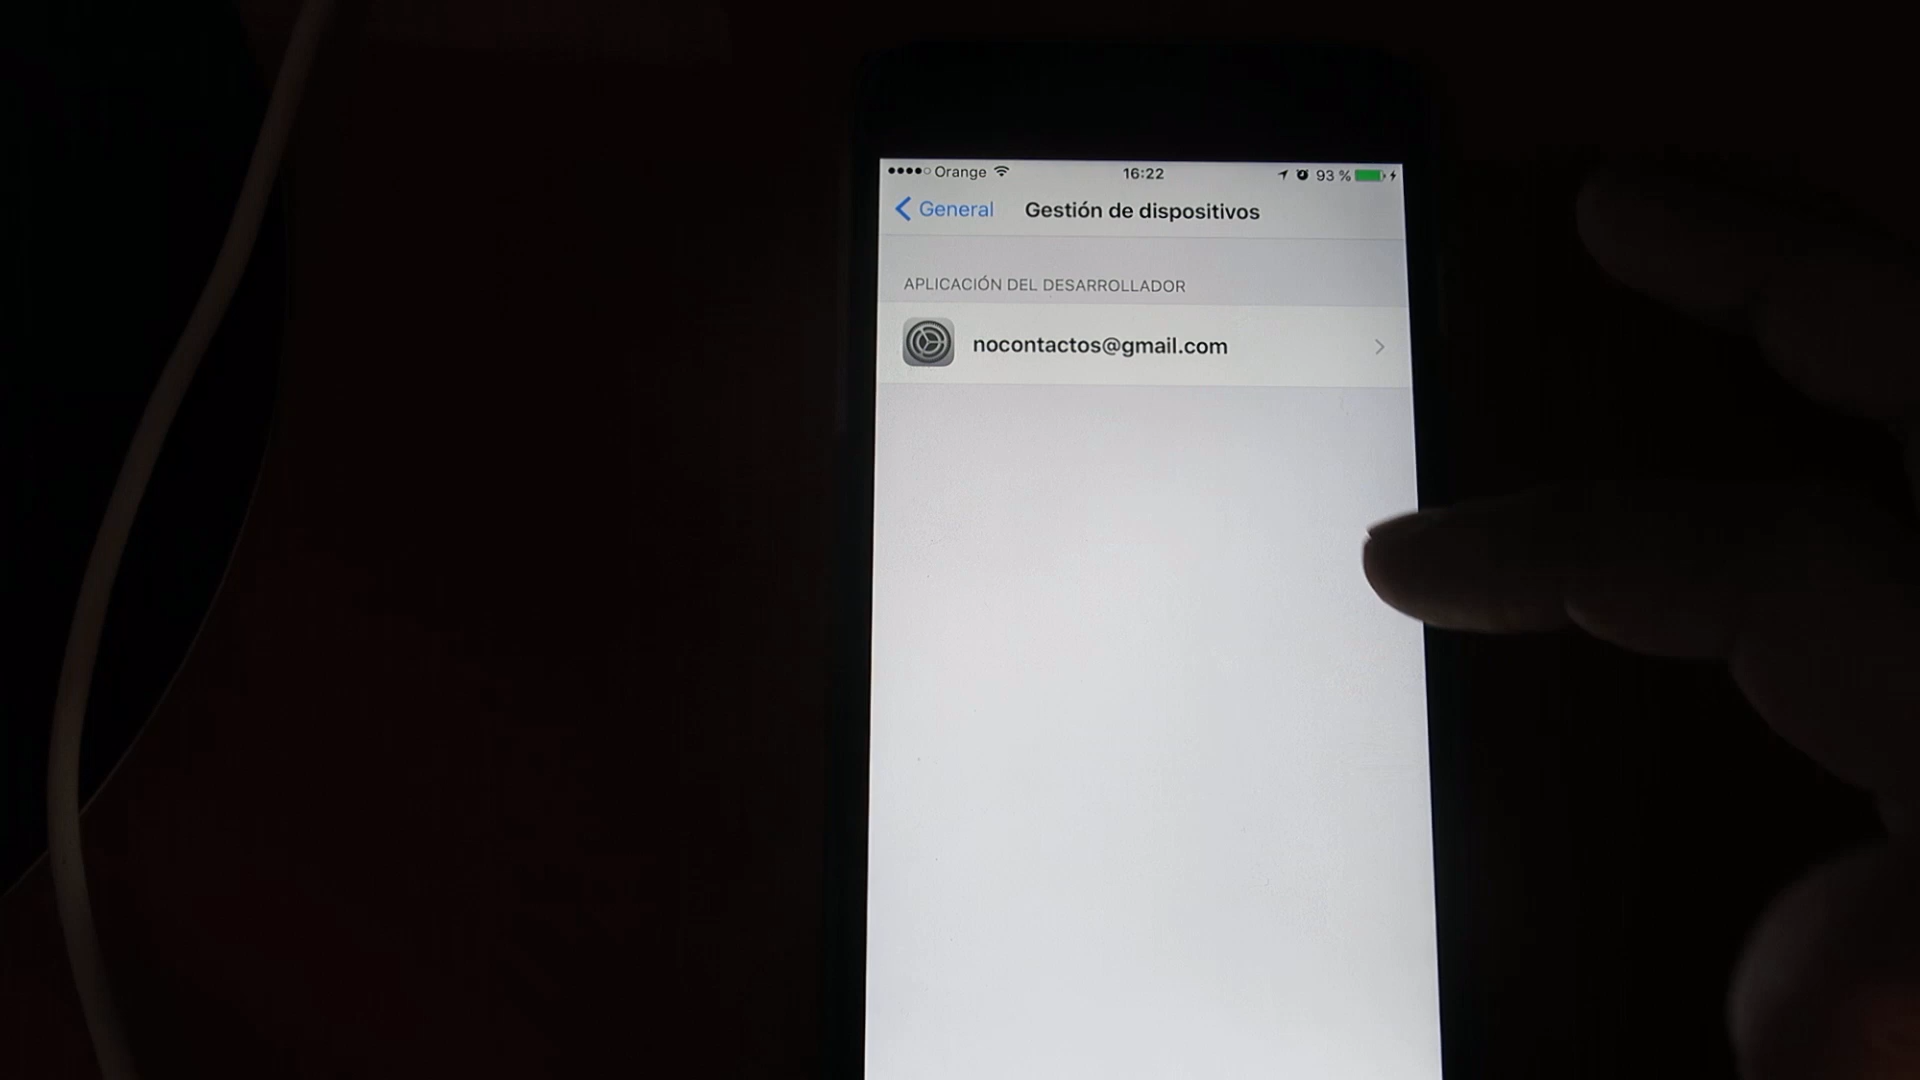 Orange 16:22 93 %
General Gestión de dispositivos
APLICACIÓN DEL DESARROLLADOR
nocontactos@gmail.com